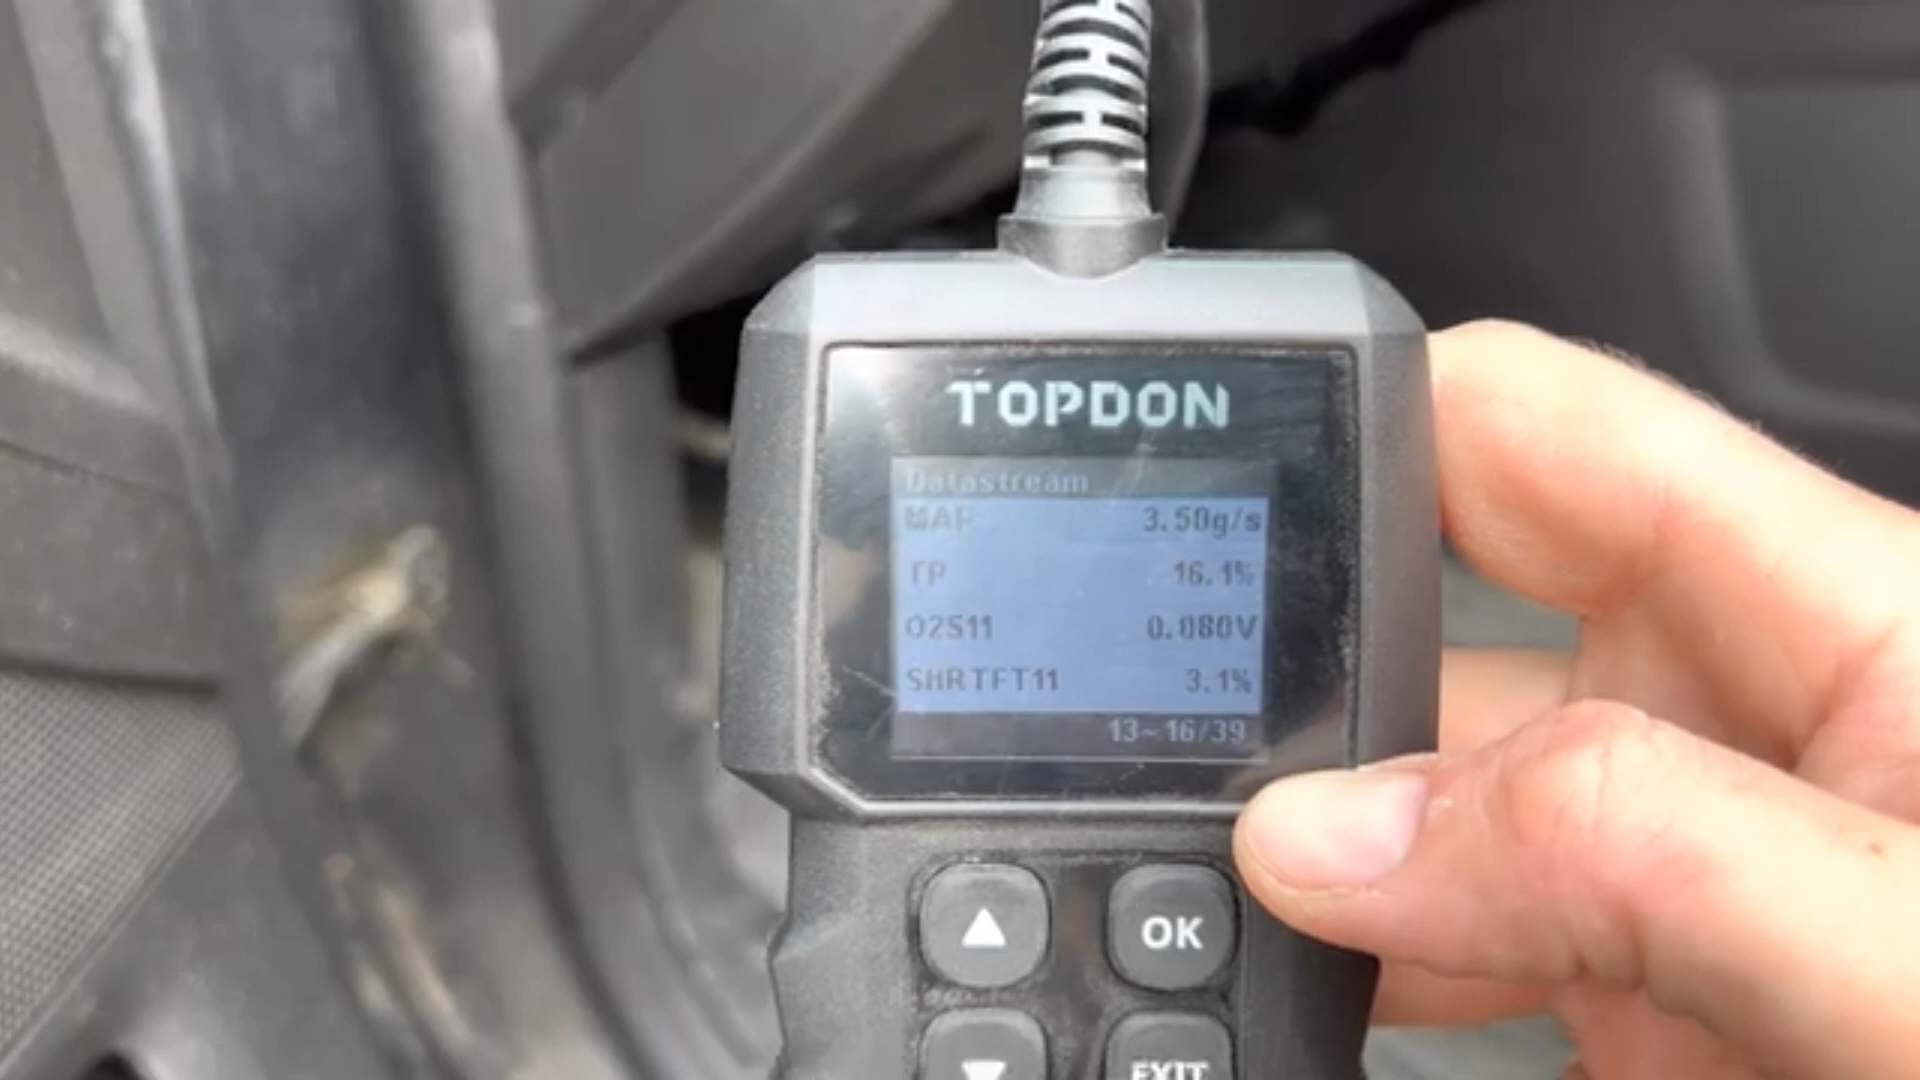 TOPDON
Datastream
MAF 3.50g/s
TP 16.1%
O2S11 0.080V
SHRTFT11 3.1%
13~16/39
OK
EXIT